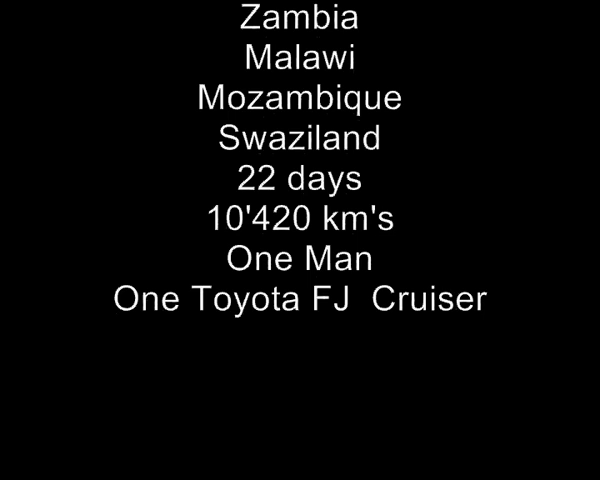 Zambia
Malawi
Mozambique
Swaziland
22 days
10'420 km's
One Man
One Toyota FJ  Cruiser